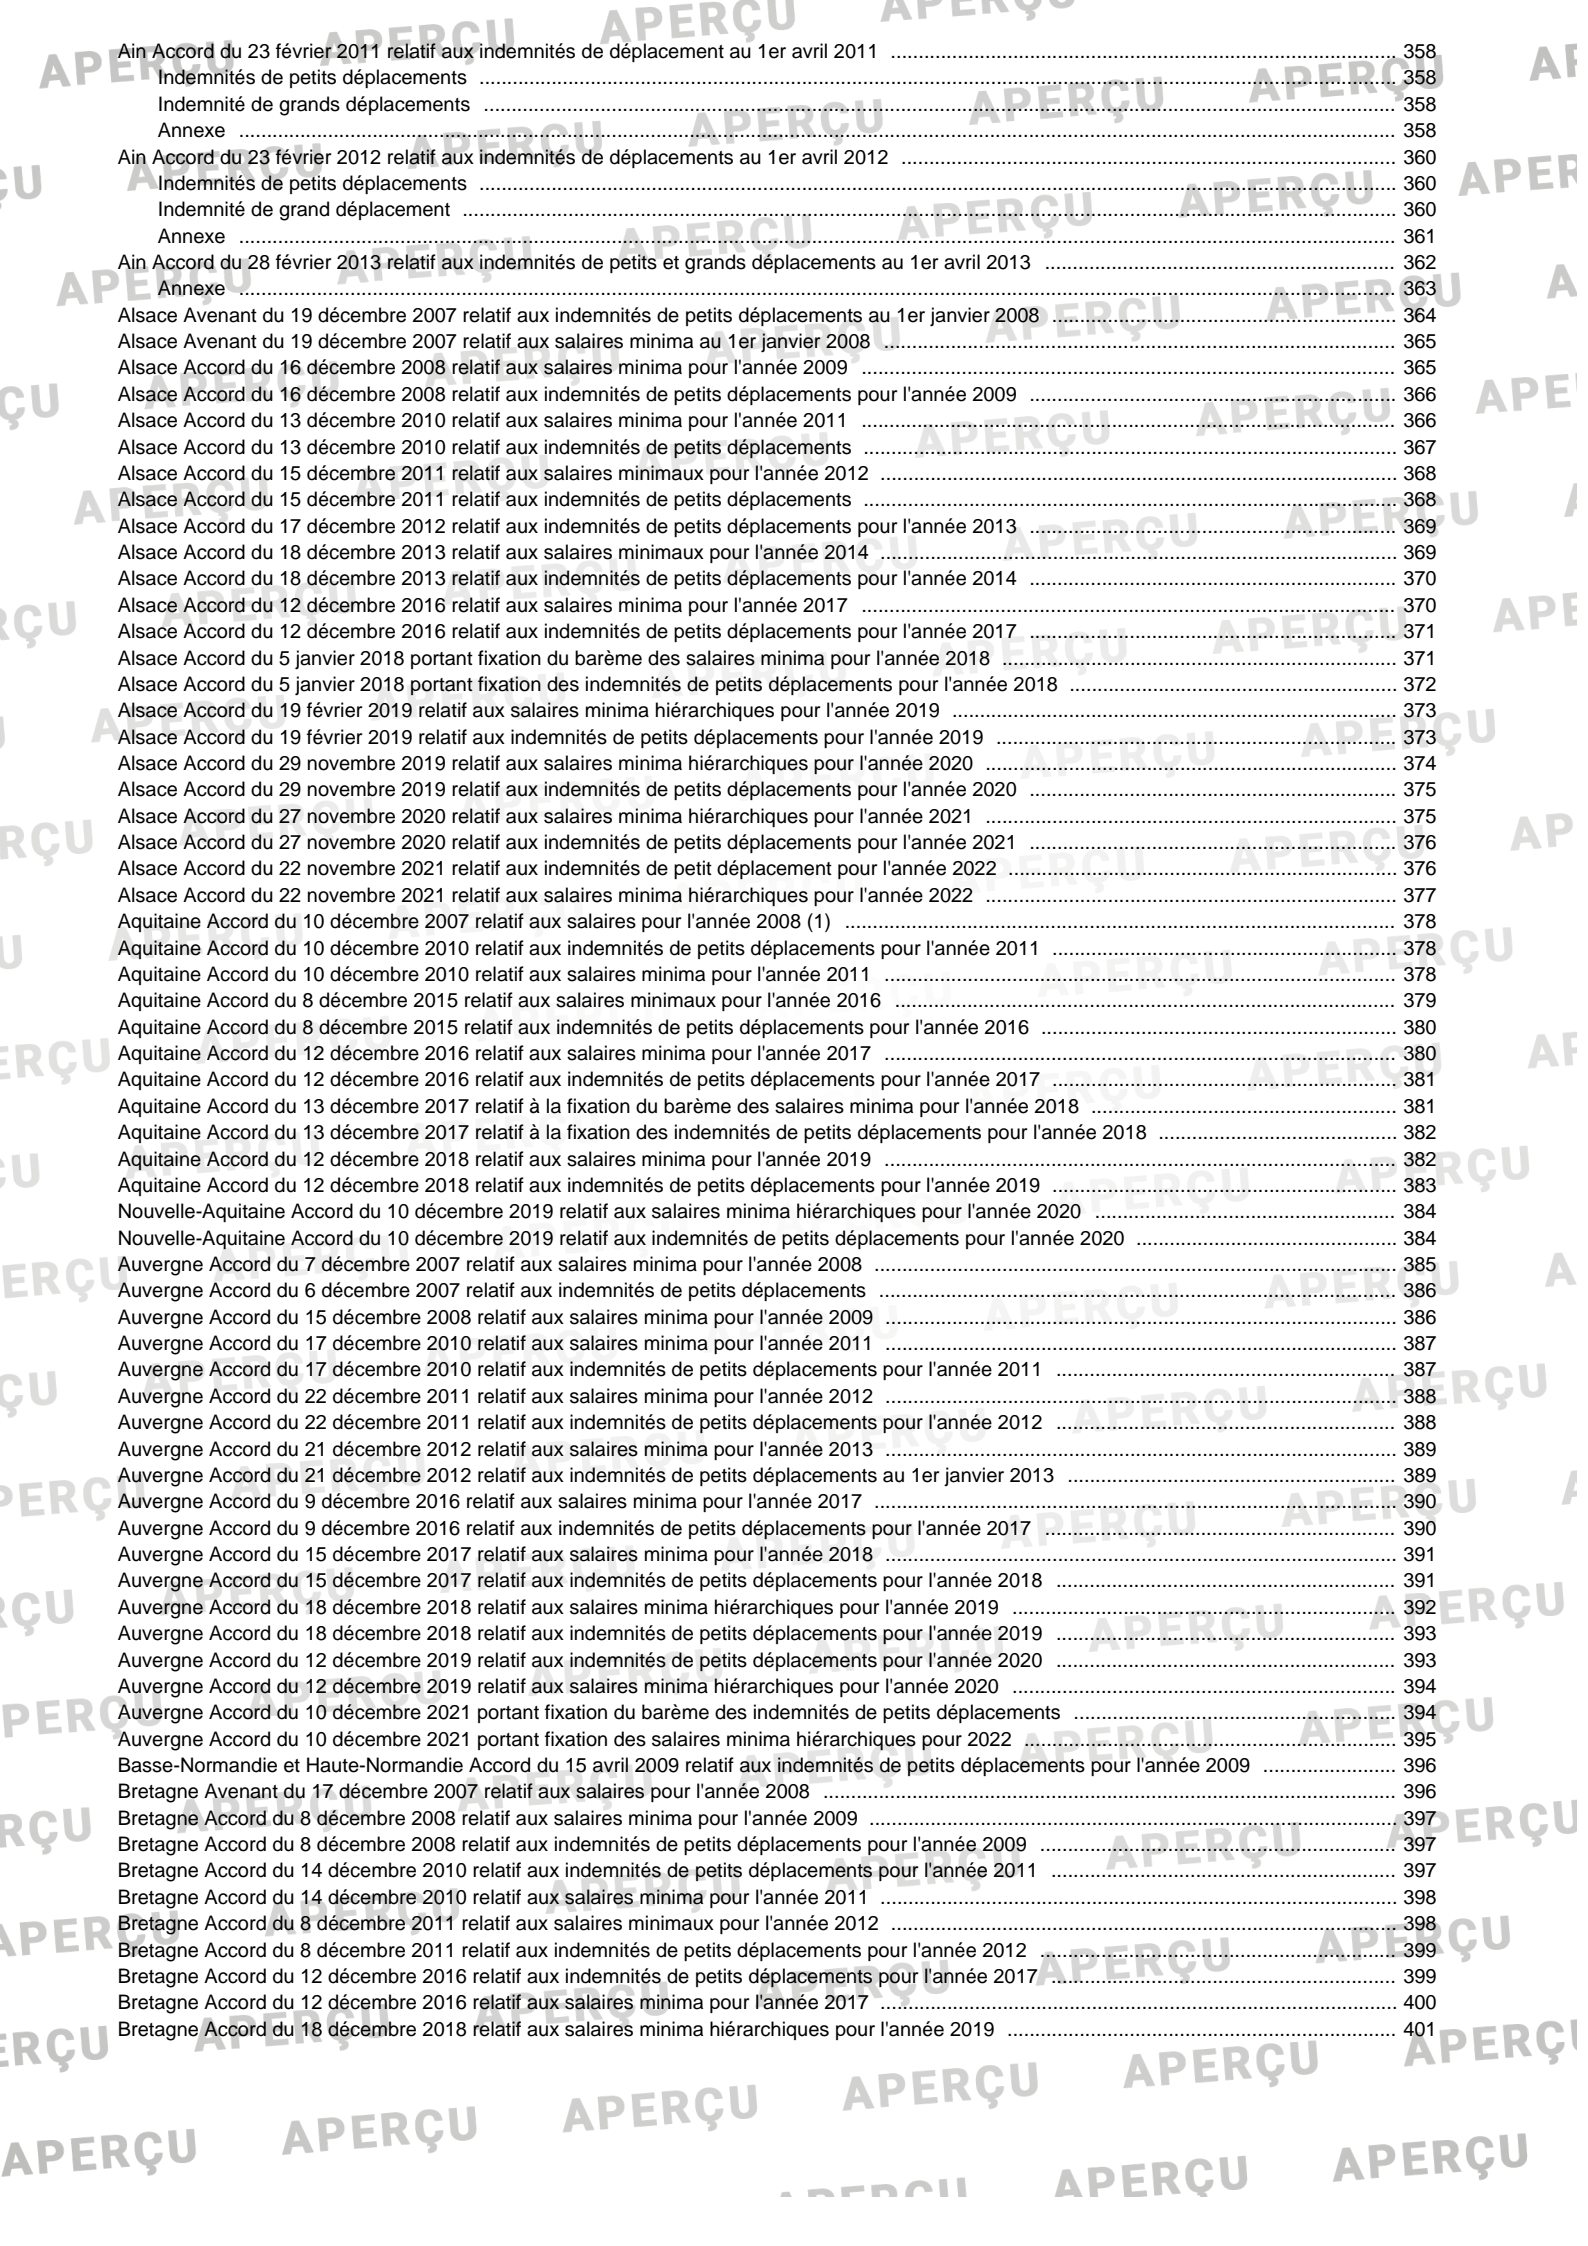 Ain Accord du 23 février 2011 relatif aux indemnités de déplacement au 1er avril 2011 ... 358
Indemnités de petits déplacements ... 358
Indemnité de grands déplacements ... 358
Annexe ... 358
Ain Accord du 23 février 2012 relatif aux indemnités de déplacements au 1er avril 2012 ... 360
Indemnités de petits déplacements ... 360
Indemnité de grand déplacement ... 360
Annexe ... 361
Ain Accord du 28 février 2013 relatif aux indemnités de petits et grands déplacements au 1er avril 2013 ... 362
Annexe ... 363
Alsace Avenant du 19 décembre 2007 relatif aux indemnités de petits déplacements au 1er janvier 2008 ... 364
Alsace Avenant du 19 décembre 2007 relatif aux salaires minima au 1er janvier 2008 ... 365
Alsace Accord du 16 décembre 2008 relatif aux salaires minima pour l'année 2009 ... 365
Alsace Accord du 16 décembre 2008 relatif aux indemnités de petits déplacements pour l'année 2009 ... 366
Alsace Accord du 13 décembre 2010 relatif aux salaires minima pour l'année 2011 ... 366
Alsace Accord du 13 décembre 2010 relatif aux indemnités de petits déplacements ... 367
Alsace Accord du 15 décembre 2011 relatif aux salaires minimaux pour l'année 2012 ... 368
Alsace Accord du 15 décembre 2011 relatif aux indemnités de petits déplacements ... 368
Alsace Accord du 17 décembre 2012 relatif aux indemnités de petits déplacements pour l'année 2013 ... 369
Alsace Accord du 18 décembre 2013 relatif aux salaires minimaux pour l'année 2014 ... 369
Alsace Accord du 18 décembre 2013 relatif aux indemnités de petits déplacements pour l'année 2014 ... 370
Alsace Accord du 12 décembre 2016 relatif aux salaires minima pour l'année 2017 ... 370
Alsace Accord du 12 décembre 2016 relatif aux indemnités de petits déplacements pour l'année 2017 ... 371
Alsace Accord du 5 janvier 2018 portant fixation du barème des salaires minima pour l'année 2018 ... 371
Alsace Accord du 5 janvier 2018 portant fixation des indemnités de petits déplacements pour l'année 2018 ... 372
Alsace Accord du 19 février 2019 relatif aux salaires minima hiérarchiques pour l'année 2019 ... 373
Alsace Accord du 19 février 2019 relatif aux indemnités de petits déplacements pour l'année 2019 ... 373
Alsace Accord du 29 novembre 2019 relatif aux salaires minima hiérarchiques pour l'année 2020 ... 374
Alsace Accord du 29 novembre 2019 relatif aux indemnités de petits déplacements pour l'année 2020 ... 375
Alsace Accord du 27 novembre 2020 relatif aux salaires minima hiérarchiques pour l'année 2021 ... 375
Alsace Accord du 27 novembre 2020 relatif aux indemnités de petits déplacements pour l'année 2021 ... 376
Alsace Accord du 22 novembre 2021 relatif aux indemnités de petit déplacement pour l'année 2022 ... 376
Alsace Accord du 22 novembre 2021 relatif aux salaires minima hiérarchiques pour l'année 2022 ... 377
Aquitaine Accord du 10 décembre 2007 relatif aux salaires pour l'année 2008 (1) ... 378
Aquitaine Accord du 10 décembre 2010 relatif aux indemnités de petits déplacements pour l'année 2011 ... 378
Aquitaine Accord du 10 décembre 2010 relatif aux salaires minima pour l'année 2011 ... 378
Aquitaine Accord du 8 décembre 2015 relatif aux salaires minimaux pour l'année 2016 ... 379
Aquitaine Accord du 8 décembre 2015 relatif aux indemnités de petits déplacements pour l'année 2016 ... 380
Aquitaine Accord du 12 décembre 2016 relatif aux salaires minima pour l'année 2017 ... 380
Aquitaine Accord du 12 décembre 2016 relatif aux indemnités de petits déplacements pour l'année 2017 ... 381
Aquitaine Accord du 13 décembre 2017 relatif à la fixation du barème des salaires minima pour l'année 2018 ... 381
Aquitaine Accord du 13 décembre 2017 relatif à la fixation des indemnités de petits déplacements pour l'année 2018 ... 382
Aquitaine Accord du 12 décembre 2018 relatif aux salaires minima pour l'année 2019 ... 382
Aquitaine Accord du 12 décembre 2018 relatif aux indemnités de petits déplacements pour l'année 2019 ... 383
Nouvelle-Aquitaine Accord du 10 décembre 2019 relatif aux salaires minima hiérarchiques pour l'année 2020 ... 384
Nouvelle-Aquitaine Accord du 10 décembre 2019 relatif aux indemnités de petits déplacements pour l'année 2020 ... 384
Auvergne Accord du 7 décembre 2007 relatif aux salaires minima pour l'année 2008 ... 385
Auvergne Accord du 6 décembre 2007 relatif aux indemnités de petits déplacements ... 386
Auvergne Accord du 15 décembre 2008 relatif aux salaires minima pour l'année 2009 ... 386
Auvergne Accord du 17 décembre 2010 relatif aux salaires minima pour l'année 2011 ... 387
Auvergne Accord du 17 décembre 2010 relatif aux indemnités de petits déplacements pour l'année 2011 ... 387
Auvergne Accord du 22 décembre 2011 relatif aux salaires minima pour l'année 2012 ... 388
Auvergne Accord du 22 décembre 2011 relatif aux indemnités de petits déplacements pour l'année 2012 ... 388
Auvergne Accord du 21 décembre 2012 relatif aux salaires minima pour l'année 2013 ... 389
Auvergne Accord du 21 décembre 2012 relatif aux indemnités de petits déplacements au 1er janvier 2013 ... 389
Auvergne Accord du 9 décembre 2016 relatif aux salaires minima pour l'année 2017 ... 390
Auvergne Accord du 9 décembre 2016 relatif aux indemnités de petits déplacements pour l'année 2017 ... 390
Auvergne Accord du 15 décembre 2017 relatif aux salaires minima pour l'année 2018 ... 391
Auvergne Accord du 15 décembre 2017 relatif aux indemnités de petits déplacements pour l'année 2018 ... 391
Auvergne Accord du 18 décembre 2018 relatif aux salaires minima hiérarchiques pour l'année 2019 ... 392
Auvergne Accord du 18 décembre 2018 relatif aux indemnités de petits déplacements pour l'année 2019 ... 393
Auvergne Accord du 12 décembre 2019 relatif aux indemnités de petits déplacements pour l'année 2020 ... 393
Auvergne Accord du 12 décembre 2019 relatif aux salaires minima hiérarchiques pour l'année 2020 ... 394
Auvergne Accord du 10 décembre 2021 portant fixation du barème des indemnités de petits déplacements ... 394
Auvergne Accord du 10 décembre 2021 portant fixation des salaires minima hiérarchiques pour 2022 ... 395
Basse-Normandie et Haute-Normandie Accord du 15 avril 2009 relatif aux indemnités de petits déplacements pour l'année 2009 ... 396
Bretagne Avenant du 17 décembre 2007 relatif aux salaires pour l'année 2008 ... 396
Bretagne Accord du 8 décembre 2008 relatif aux salaires minima pour l'année 2009 ... 397
Bretagne Accord du 8 décembre 2008 relatif aux indemnités de petits déplacements pour l'année 2009 ... 397
Bretagne Accord du 14 décembre 2010 relatif aux indemnités de petits déplacements pour l'année 2011 ... 397
Bretagne Accord du 14 décembre 2010 relatif aux salaires minima pour l'année 2011 ... 398
Bretagne Accord du 8 décembre 2011 relatif aux salaires minimaux pour l'année 2012 ... 398
Bretagne Accord du 8 décembre 2011 relatif aux indemnités de petits déplacements pour l'année 2012 ... 399
Bretagne Accord du 12 décembre 2016 relatif aux indemnités de petits déplacements pour l'année 2017 ... 399
Bretagne Accord du 12 décembre 2016 relatif aux salaires minima pour l'année 2017 ... 400
Bretagne Accord du 18 décembre 2018 relatif aux salaires minima hiérarchiques pour l'année 2019 ... 401
APERÇU